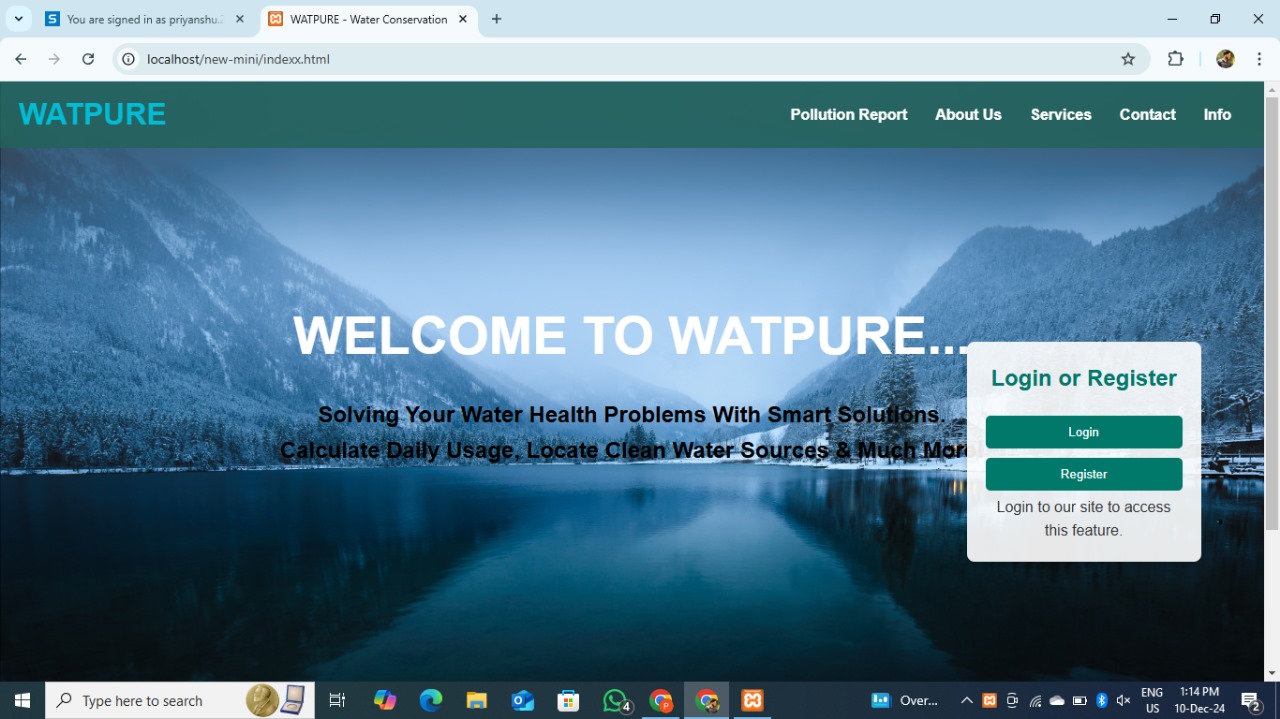 You are signed in as priyanshu.2
WATPURE - Water Conservation
localhost/new-mini/indexx.html
WATPURE
Pollution Report
About Us
Services
Contact
Info
WELCOME TO WATPURE...
Solving Your Water Health Problems With Smart Solutions.
Calculate Daily Usage, Locate Clean Water Sources & Much More!
Login or Register
Login
Register
Login to our site to access
this feature.
Type here to search
4
Over...
ENG
US
1:14 PM
10-Dec-24
2